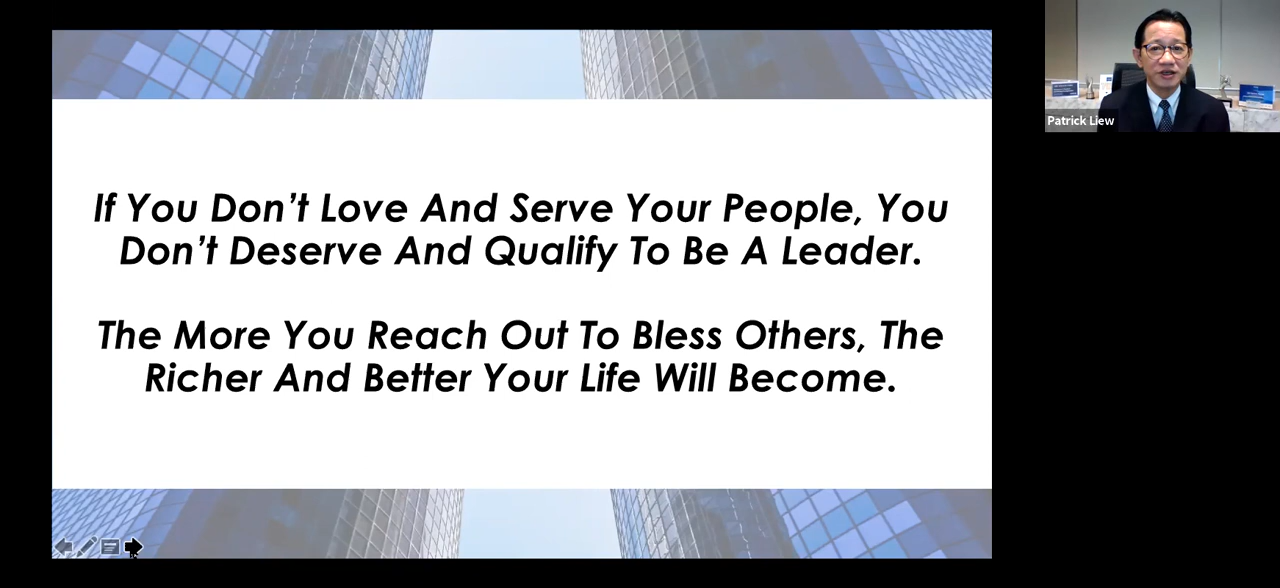 If You Don't Love And Serve Your People, You
Don't Deserve And Qualify To Be A Leader.
The More You Reach Out To Bless Others, The
Richer And Better Your Life Will Become.
Patrick Liew